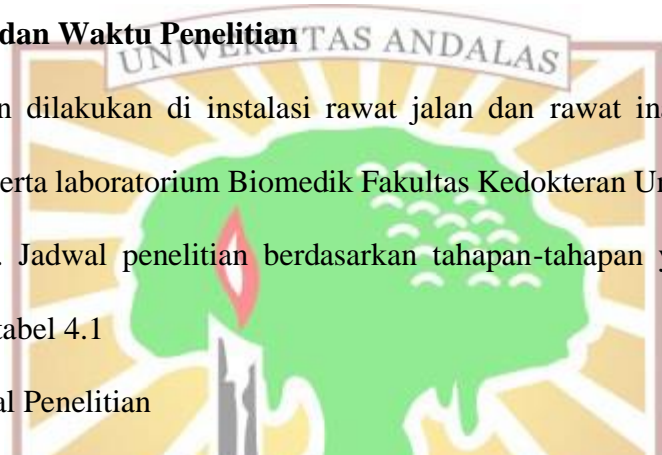 dan Waktu Penelitian
UNIVERSITAS ANDALAS
n dilakukan di instalasi rawat jalan dan rawat in
erta laboratorium Biomedik Fakultas Kedokteran Un
. Jadwal penelitian berdasarkan tahapan-tahapan y
tabel 4.1
al Penelitian